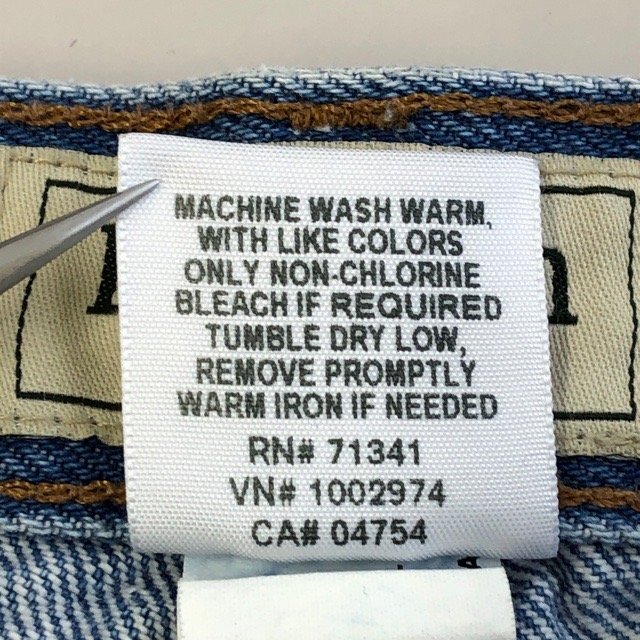 MACHINE WASH WARM,
WITH LIKE COLORS
ONLY NON-CHLORINE
BLEACH IF REQUIRED
TUMBLE DRY LOW,
REMOVE PROMPTLY
WARM IRON IF NEEDED
RN# 71341
VN# 1002974
CA# 04754